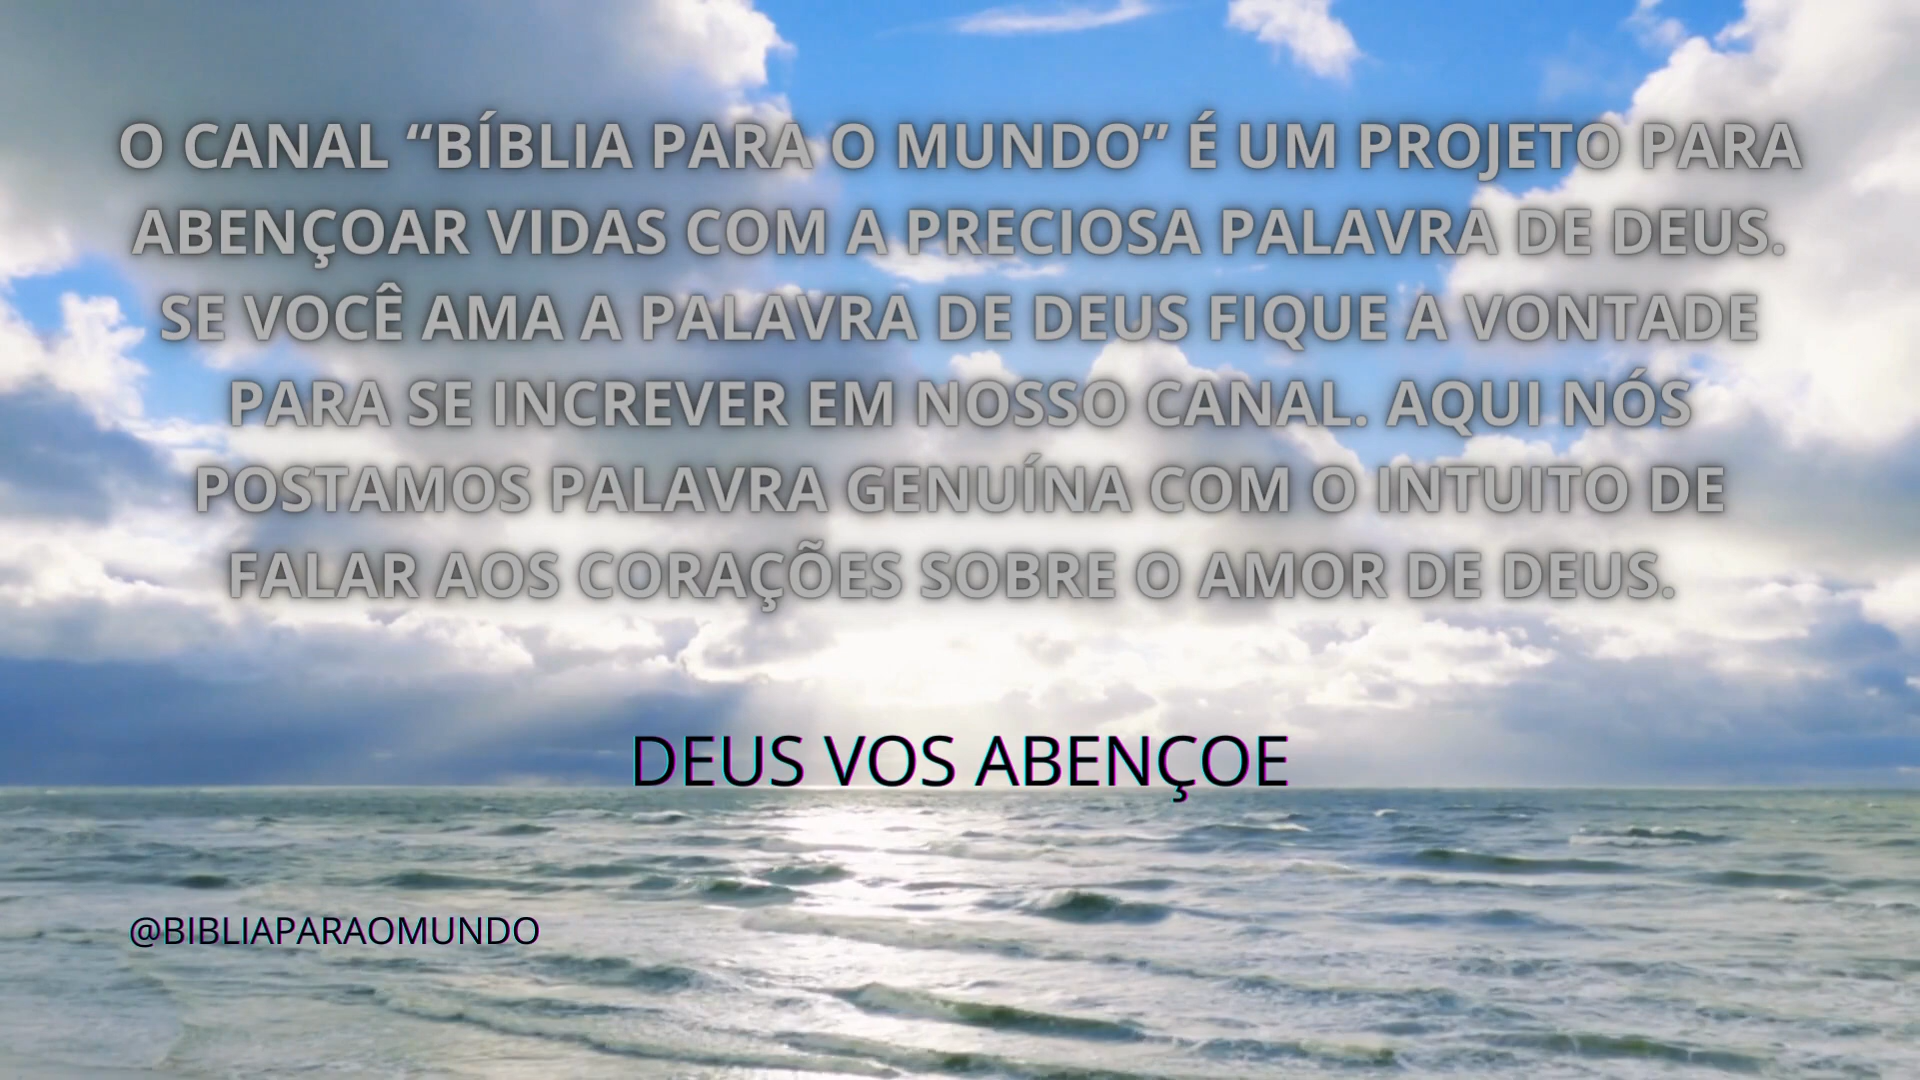 O CANAL “BÍBLIA PARA O MUNDO” É UM PROJETO PARA
ABENÇOAR VIDAS COM A PRECIOSA PALAVRA DE DEUS.
SE VOCÊ AMA A PALAVRA DE DEUS FIQUE A VONTADE
PARA SE INCREVER EM NOSSO CANAL. AQUI NÓS
POSTAMOS PALAVRA GENUÍNA COM O INTUITO DE
FALAR AOS CORAÇÕES SOBRE O AMOR DE DEUS.
DEUS VOS ABENÇOE
@BIBLIAPARAOMUNDO